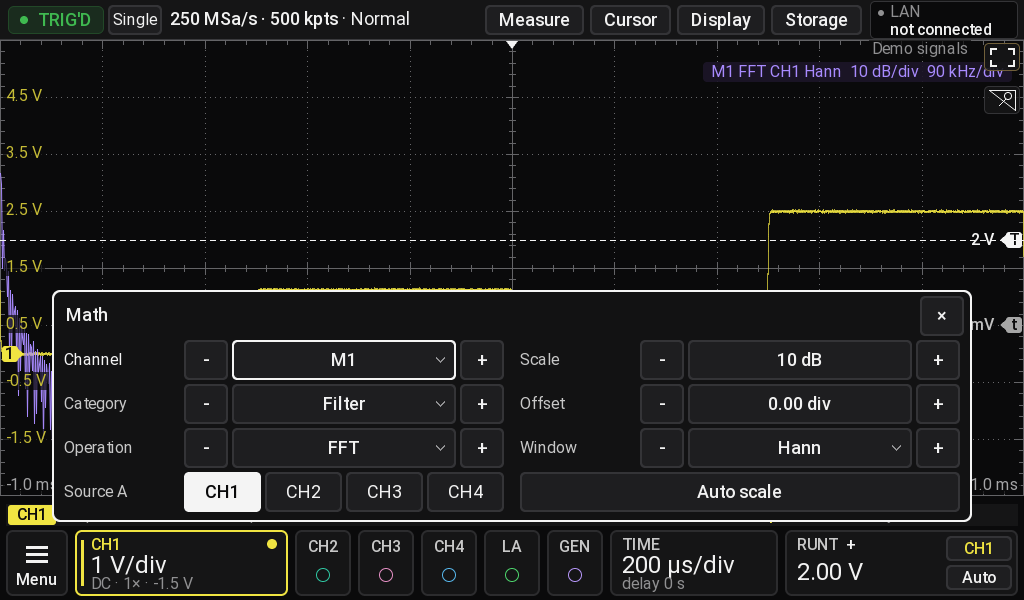 ● TRIG'D Single 250 MSa/s · 500 kpts · Normal Measure Cursor Display Storage ● LAN
not connected
Demo signals
M1 FFT CH1 Hann 10 dB/div 90 kHz/div
4.5 V
3.5 V
2.5 V
2 V T
1.5 V
Math ×
0.5 V mV t
1
Channel - M1 + Scale - 10 dB +
-0.5 V
Category - Filter + Offset - 0.00 div +
-1.5 V
Operation - FFT + Window - Hann +
-1.0 ms 1.0 ms
Source A CH1 CH2 CH3 CH4 Auto scale
CH1
Menu
CH1
1 V/div
DC · 1× · -1.5 V
CH2 CH3 CH4 LA GEN
TIME
200 µs/div
delay 0 s
RUNT +
2.00 V
CH1
Auto